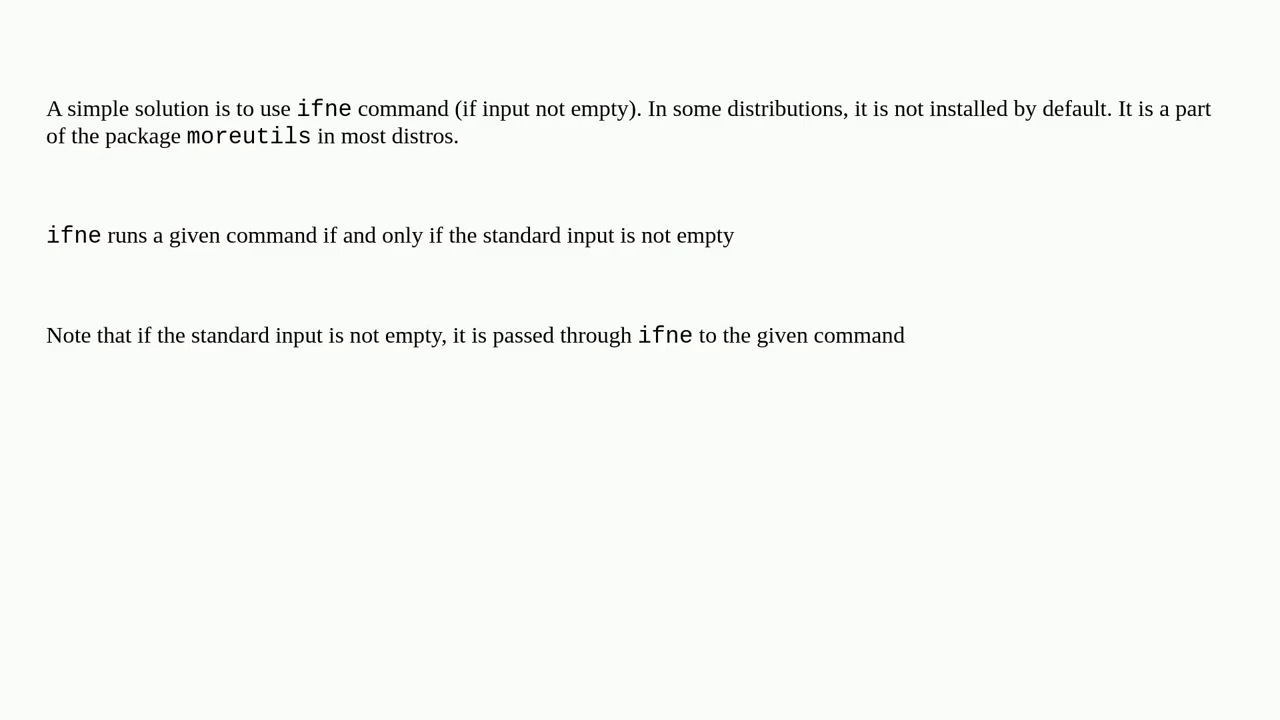 A simple solution is to use ifne command (if input not empty). In some distributions, it is not installed by default. It is a part
of the package moreutils in most distros.
ifne runs a given command if and only if the standard input is not empty
Note that if the standard input is not empty, it is passed through ifne to the given command